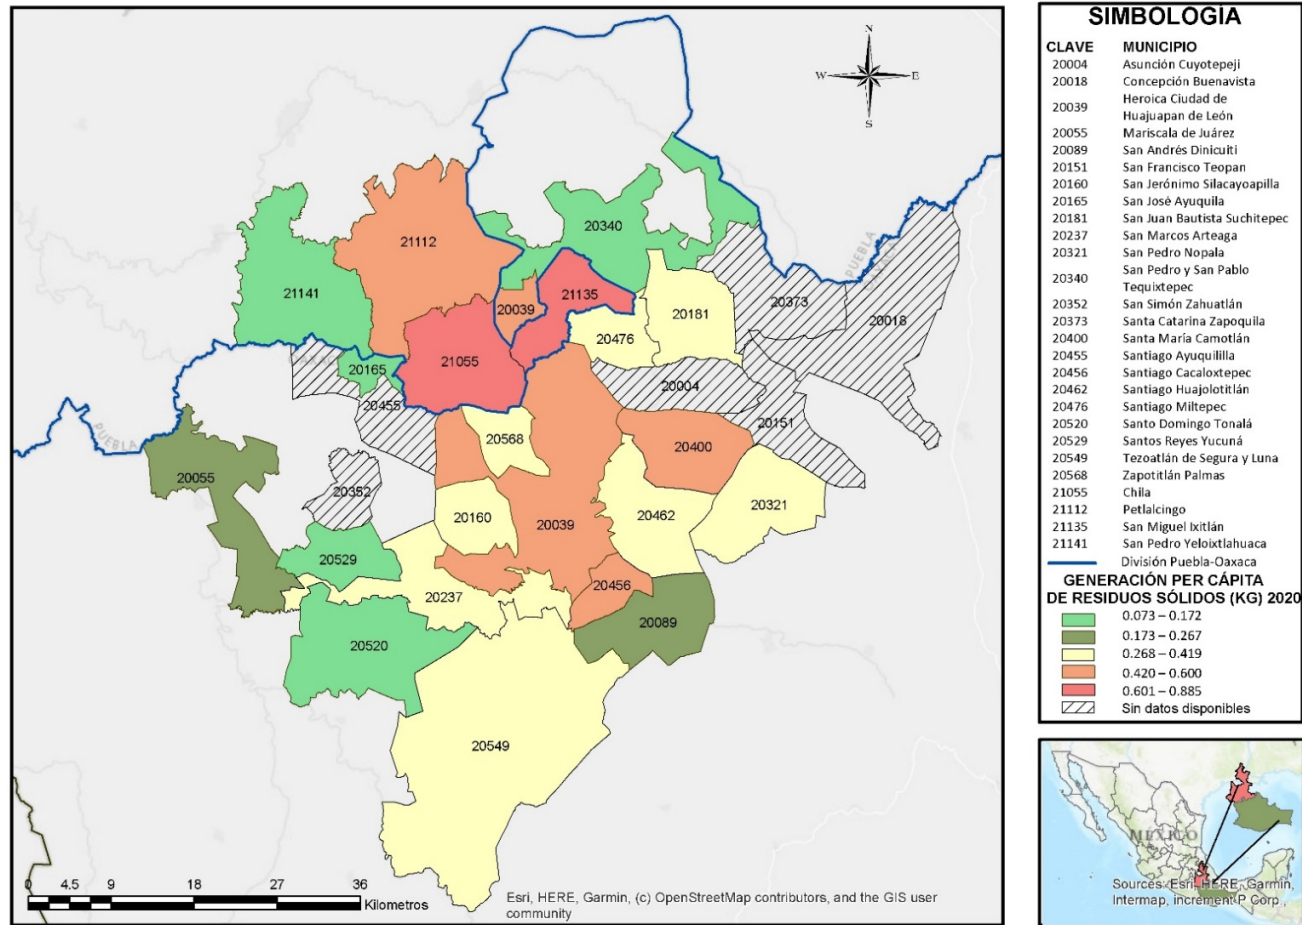 N
W
E
S
PUEBLA
OAXACA
20340
21112
21141
20039
21135
20373
20018
20181
20476
21055
20165
20004
20455
20151
PUEBLA
20568
20400
20055
20352
20321
20160
20039
20462
20529
20456
20237
20089
20520
20549
0 4.5 9 18 27 36
Kilometros
Esri, HERE, Garmin, (c) OpenStreetMap contributors, and the GIS user
community
SIMBOLOGÍA
CLAVE MUNICIPIO
20004 Asunción Cuyotepeji
20018 Concepción Buenavista
20039 Heroica Ciudad de
Huajuapan de León
20055 Mariscala de Juárez
20089 San Andrés Dinicuiti
20151 San Francisco Teopan
20160 San Jerónimo Silacayoapilla
20165 San José Ayuquila
20181 San Juan Bautista Suchitepec
20237 San Marcos Arteaga
20321 San Pedro Nopala
20340 San Pedro y San Pablo
Tequixtepec
20352 San Simón Zahuatlán
20373 Santa Catarina Zapoquila
20400 Santa María Camotlán
20455 Santiago Ayuquililla
20456 Santiago Cacaloxtepec
20462 Santiago Huajolotitlán
20476 Santiago Miltepec
20520 Santo Domingo Tonalá
20529 Santos Reyes Yucuná
20549 Tezoatlán de Segura y Luna
20568 Zapotitlán Palmas
21055 Chila
21112 Petlalcingo
21135 San Miguel Ixitlán
21141 San Pedro Yeloixtlahuaca
División Puebla-Oaxaca
GENERACIÓN PER CÁPITA
DE RESIDUOS SÓLIDOS (KG) 2020
0.073 – 0.172
0.173 – 0.267
0.268 – 0.419
0.420 – 0.600
0.601 – 0.885
Sin datos disponibles
MÉXICO
Sources: Esri, HERE, Garmin,
Intermap, increment P Corp.,